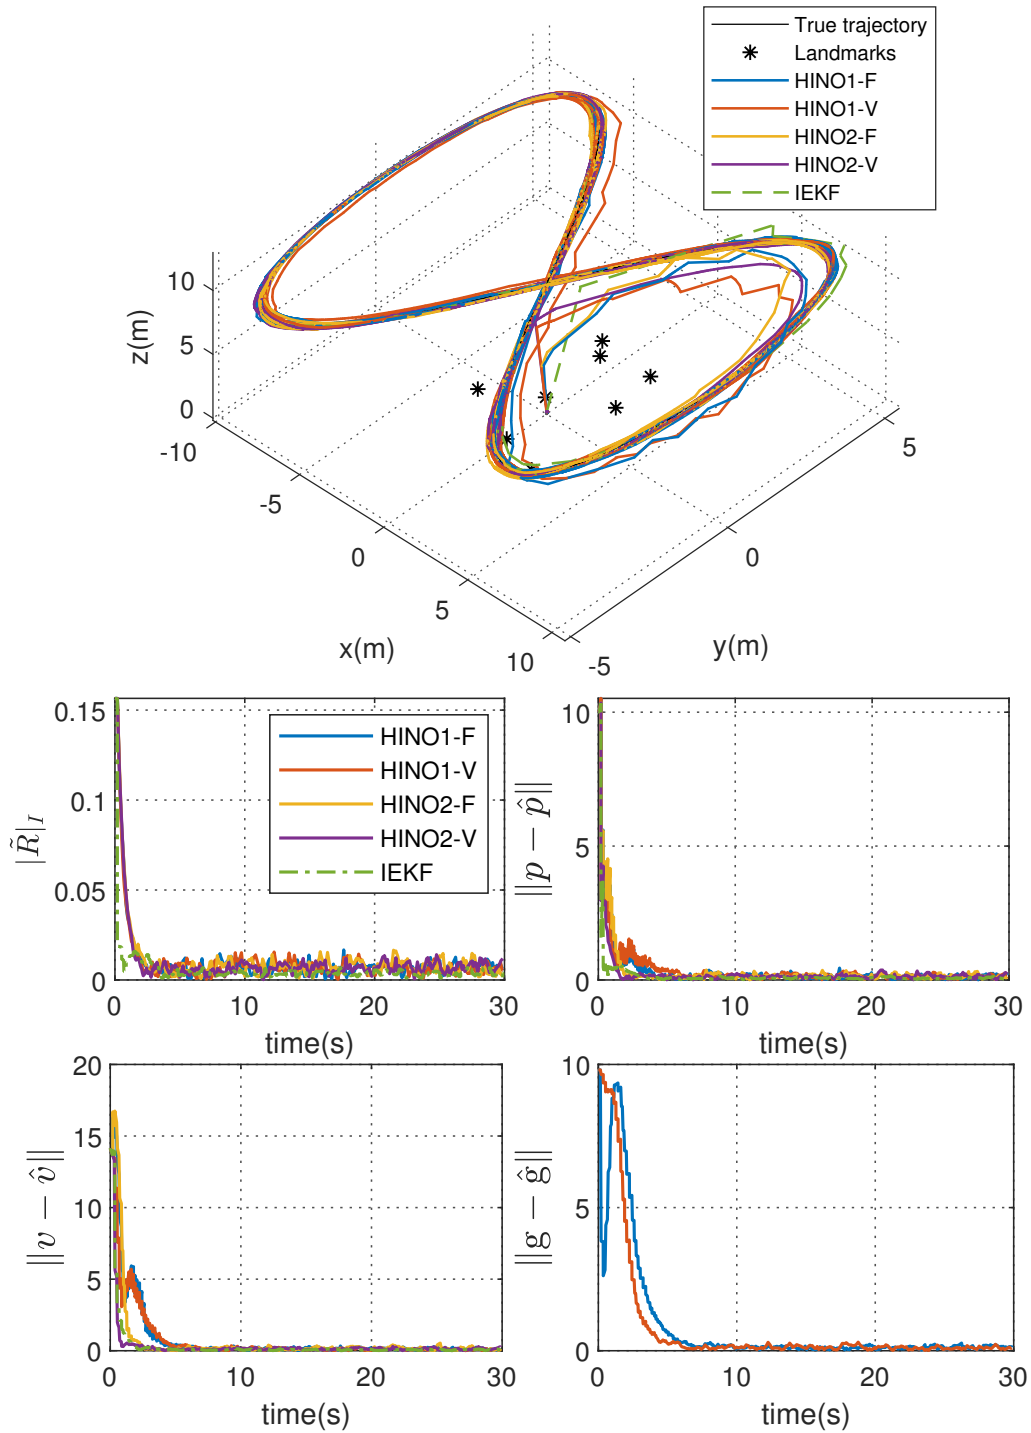 True trajectory
Landmarks
HINO1-F
HINO1-V
HINO2-F
HINO2-V
IEKF
10
5
0
z(m)
-10
-5
0
5
10
x(m)
-5
0
5
y(m)
0.15
0.1
0.05
0
|R̃|_I
HINO1-F
HINO1-V
HINO2-F
HINO2-V
IEKF
0 10 20 30
time(s)
10
5
0
||p − p̂||
0 10 20 30
time(s)
20
15
10
5
0
||v − v̂||
0 10 20 30
time(s)
10
5
0
||g − ĝ||
0 10 20 30
time(s)